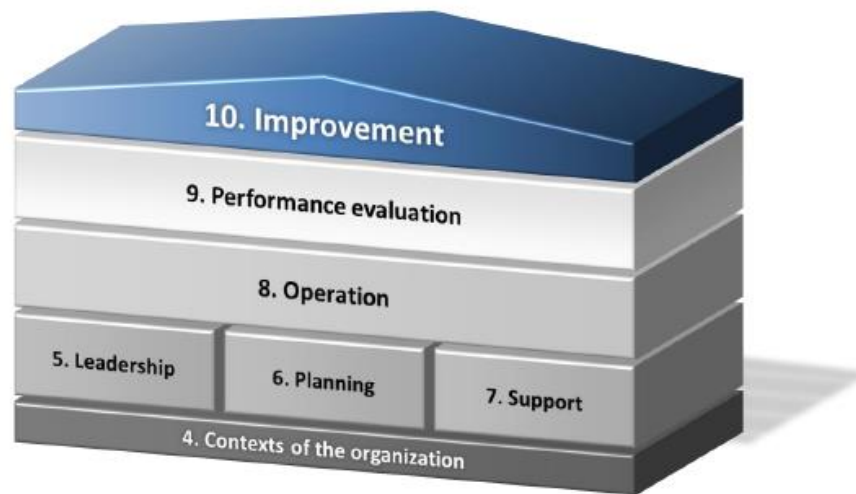 10. Improvement
9. Performance evaluation
8. Operation
5. Leadership
6. Planning
7. Support
4. Contexts of the organization